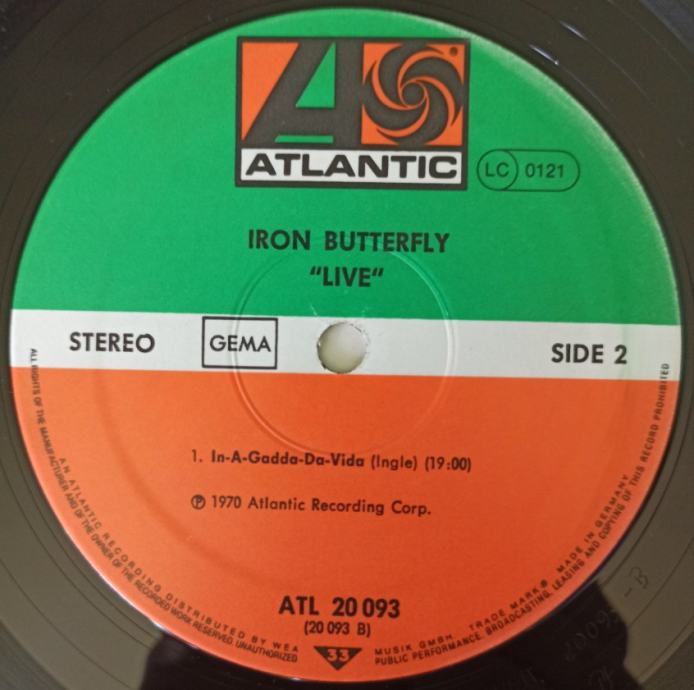 ATLANTIC
LC 0121
IRON BUTTERFLY
"LIVE"
STEREO GEMA SIDE 2
1. In-A-Gadda-Da-Vida (Ingle) (19:00)
℗ 1970 Atlantic Recording Corp.
ATL 20 093
(20 093 B)
33
AN ATLANTIC RECORDING DISTRIBUTED BY WEA MUSIK GMBH. TRADE MARK® MADE IN GERMANY
ALL RIGHTS OF THE MANUFACTURER AND OF THE OWNER OF THE RECORDED WORK RESERVED. UNAUTHORIZED PUBLIC PERFORMANCE, BROADCASTING, LEASING AND COPYING OF THIS RECORD PROHIBITED